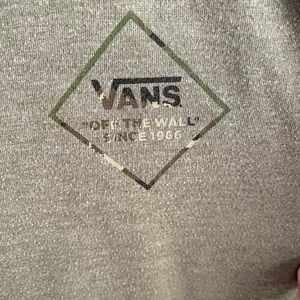 VANS
"OFF THE WALL"
SINCE 1966